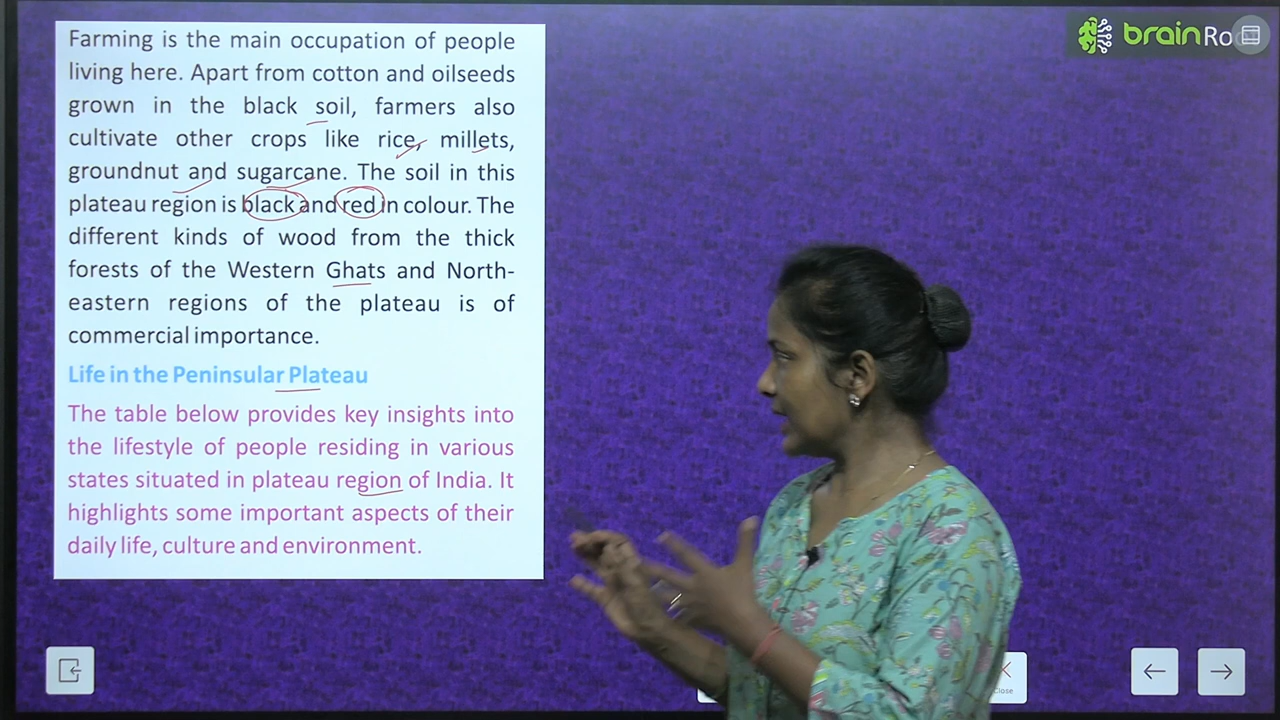 Farming is the main occupation of people
living here. Apart from cotton and oilseeds
grown in the black soil, farmers also
cultivate other crops like rice, millets,
groundnut and sugarcane. The soil in this
plateau region is black and red in colour. The
different kinds of wood from the thick
forests of the Western Ghats and North-
eastern regions of the plateau is of
commercial importance.
Life in the Peninsular Plateau
The table below provides key insights into
the lifestyle of people residing in various
states situated in plateau region of India. It
highlights some important aspects of their
daily life, culture and environment.
brain
Close